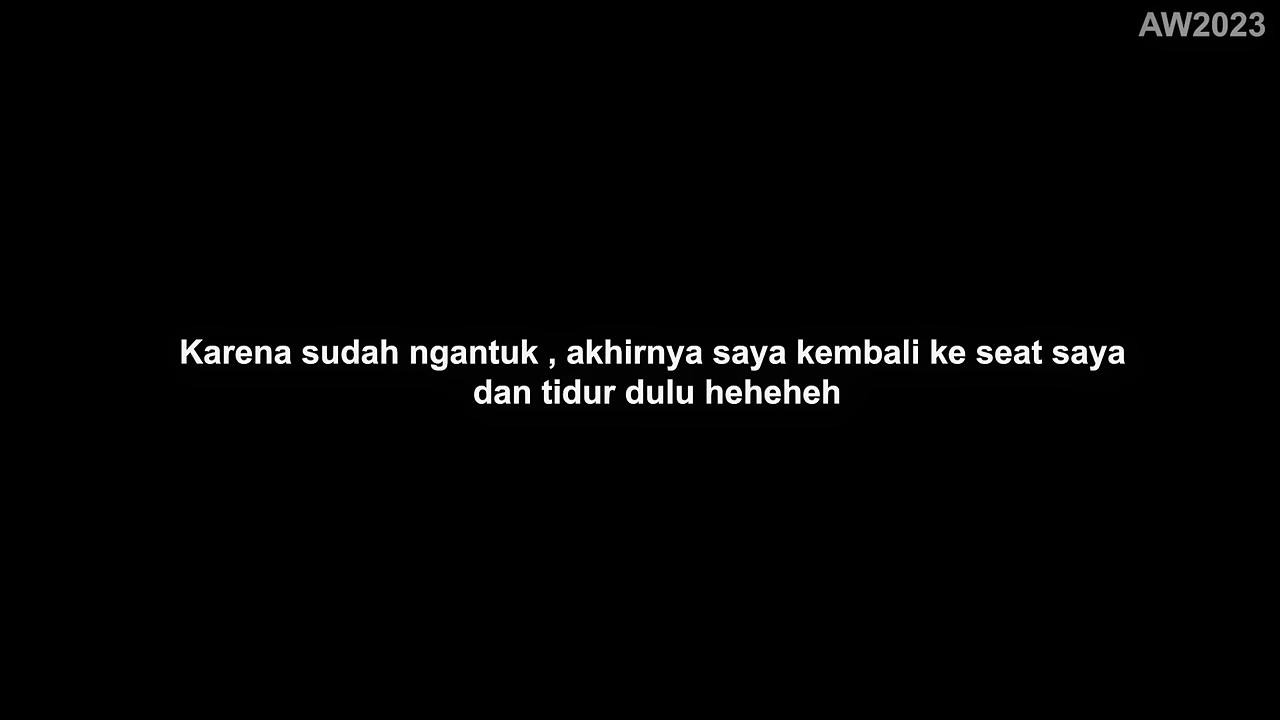 AW2023
Karena sudah ngantuk , akhirnya saya kembali ke seat saya
dan tidur dulu heheheh